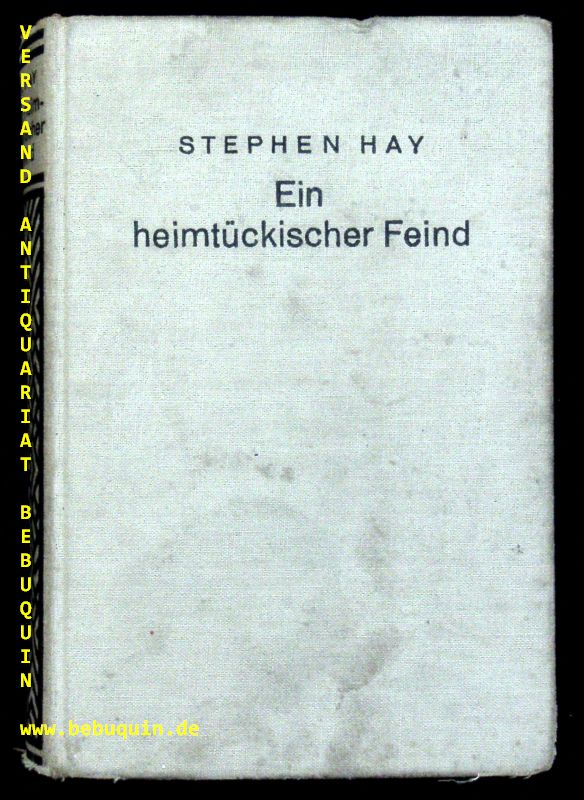 STEPHEN HAY
Ein
heimtückischer Feind
VERSAND ANTIQUARIAT BEBUQUIN
www.bebuquin.de